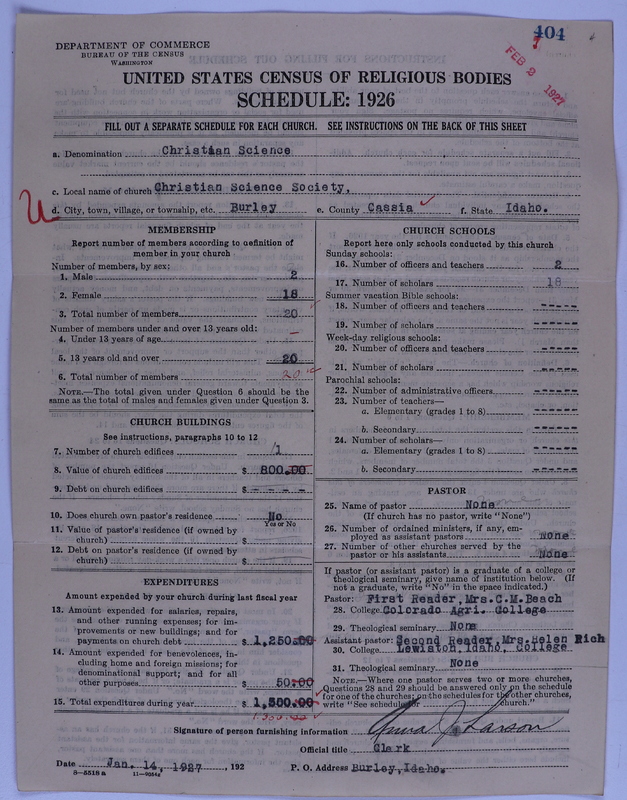 404
DEPARTMENT OF COMMERCE
BUREAU OF THE CENSUS
WASHINGTON
FEB 2 1927
UNITED STATES CENSUS OF RELIGIOUS BODIES
SCHEDULE: 1926
FILL OUT A SEPARATE SCHEDULE FOR EACH CHURCH. SEE INSTRUCTIONS ON THE BACK OF THIS SHEET
a. Denomination Christian Science
c. Local name of church Christian Science Society.
d. City, town, village, or township, etc. Burley e. County Cassia f. State Idaho.
MEMBERSHIP
Report number of members according to definition of
member in your church
Number of members, by sex:
1. Male 2
2. Female 18
3. Total number of members 20
Number of members under and over 13 years old:
4. Under 13 years of age –
5. 13 years old and over 20
6. Total number of members 20
NOTE.—The total given under Question 6 should be the
same as the total of males and females given under Question 3.
CHURCH BUILDINGS
See instructions, paragraphs 10 to 12
7. Number of church edifices 1
8. Value of church edifices $ 800.00
9. Debt on church edifices $ - - - -
10. Does church own pastor's residence No
Yes or No
11. Value of pastor's residence (if owned by
church) $
12. Debt on pastor's residence (if owned by
church) $
EXPENDITURES
Amount expended by your church during last fiscal year
13. Amount expended for salaries, repairs,
and other running expenses; for im-
provements or new buildings; and for
payments on church debt $ 1,250.00
14. Amount expended for benevolences, in-
cluding home and foreign missions; for
denominational support; and for all
other purposes $ 50.00
15. Total expenditures during year $ 1,300.00
1,300.00
CHURCH SCHOOLS
Report here only schools conducted by this church
Sunday schools:
16. Number of officers and teachers 2
17. Number of scholars 18
Summer vacation Bible schools:
18. Number of officers and teachers -----
19. Number of scholars -----
Week-day religious schools:
20. Number of officers and teachers -----
21. Number of scholars -----
Parochial schools:
22. Number of administrative officers -----
23. Number of teachers—
a. Elementary (grades 1 to 8) -----
b. Secondary -----
24. Number of scholars—
a. Elementary (grades 1 to 8) -----
b. Secondary -----
PASTOR
25. Name of pastor None
(If church has no pastor, write "None")
26. Number of ordained ministers, if any, em-
ployed as assistant pastors None
27. Number of other churches served by the
pastor or his assistants None
If pastor (or assistant pastor) is a graduate of a college or
theological seminary, give name of institution below. (If
not a graduate, write "No" in the space indicated.)
Pastor: First Reader, Mrs. C.M. Beach
28. College Colorado Agri. College
29. Theological seminary None
Assistant pastor: Second Reader, Mrs. Helen Rich
30. College Lewiston, Idaho, College
31. Theological seminary None
NOTE.—Where one pastor serves two or more churches,
Questions 28 and 29 should be answered only on the schedule
for one of the churches; on the schedules for the other churches,
write "See schedule for church."
Signature of person furnishing information Anna J. Larson
Official title Clerk
Date Jan. 14, 1927, 192 P. O. Address Burley, Idaho.
8—5518 a 11—9054